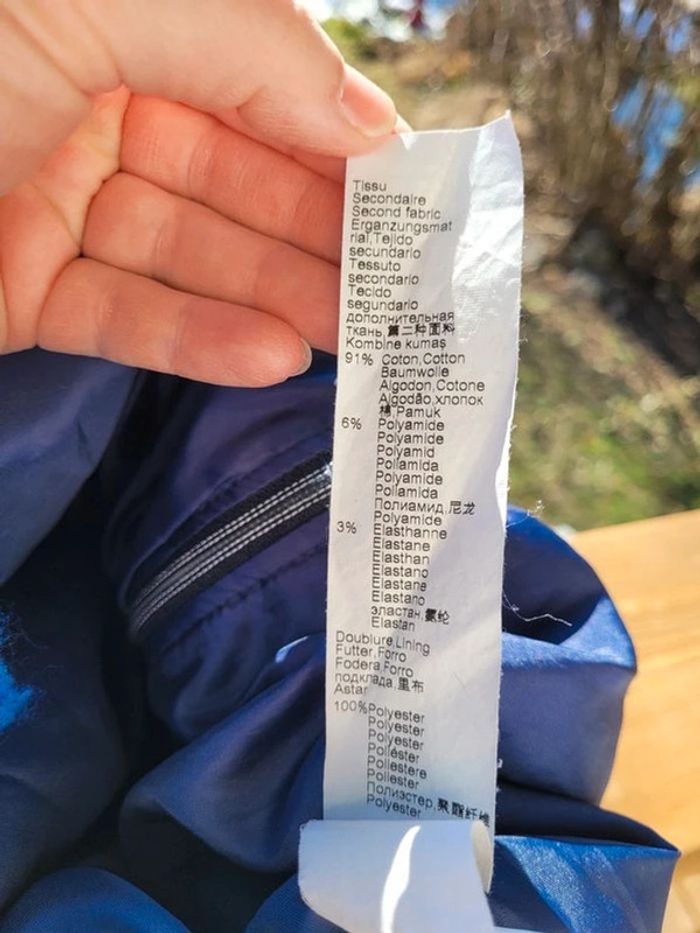 Tissu
Secondaire
Second fabric
Ergänzungsmat
rial,Tejido
secundario
Tessuto
secondario
Tecido
segundario
дополнительная
ткань,第二种面料
Kombine kumaş
91% Coton,Cotton
Baumwolle
Algodon,Cotone
Algodão,хлопок
棉,Pamuk
6% Polyamide
Polyamide
Polyamid
Poliamida
Polyamide
Poliamida
Полиамид,尼龙
Polyamide
3% Elasthanne
Elastane
Elasthan
Elastano
Elastane
Elastano
эластан,氨纶
Elastan
Doublure,Lining
Futter,Forro
Fodera,Forro
подклада,里布
Astar
100%Polyester
Polyester
Polyester
Poliéster
Poliestere
Poliester
Полиэстер,聚酯纤维
Polyester